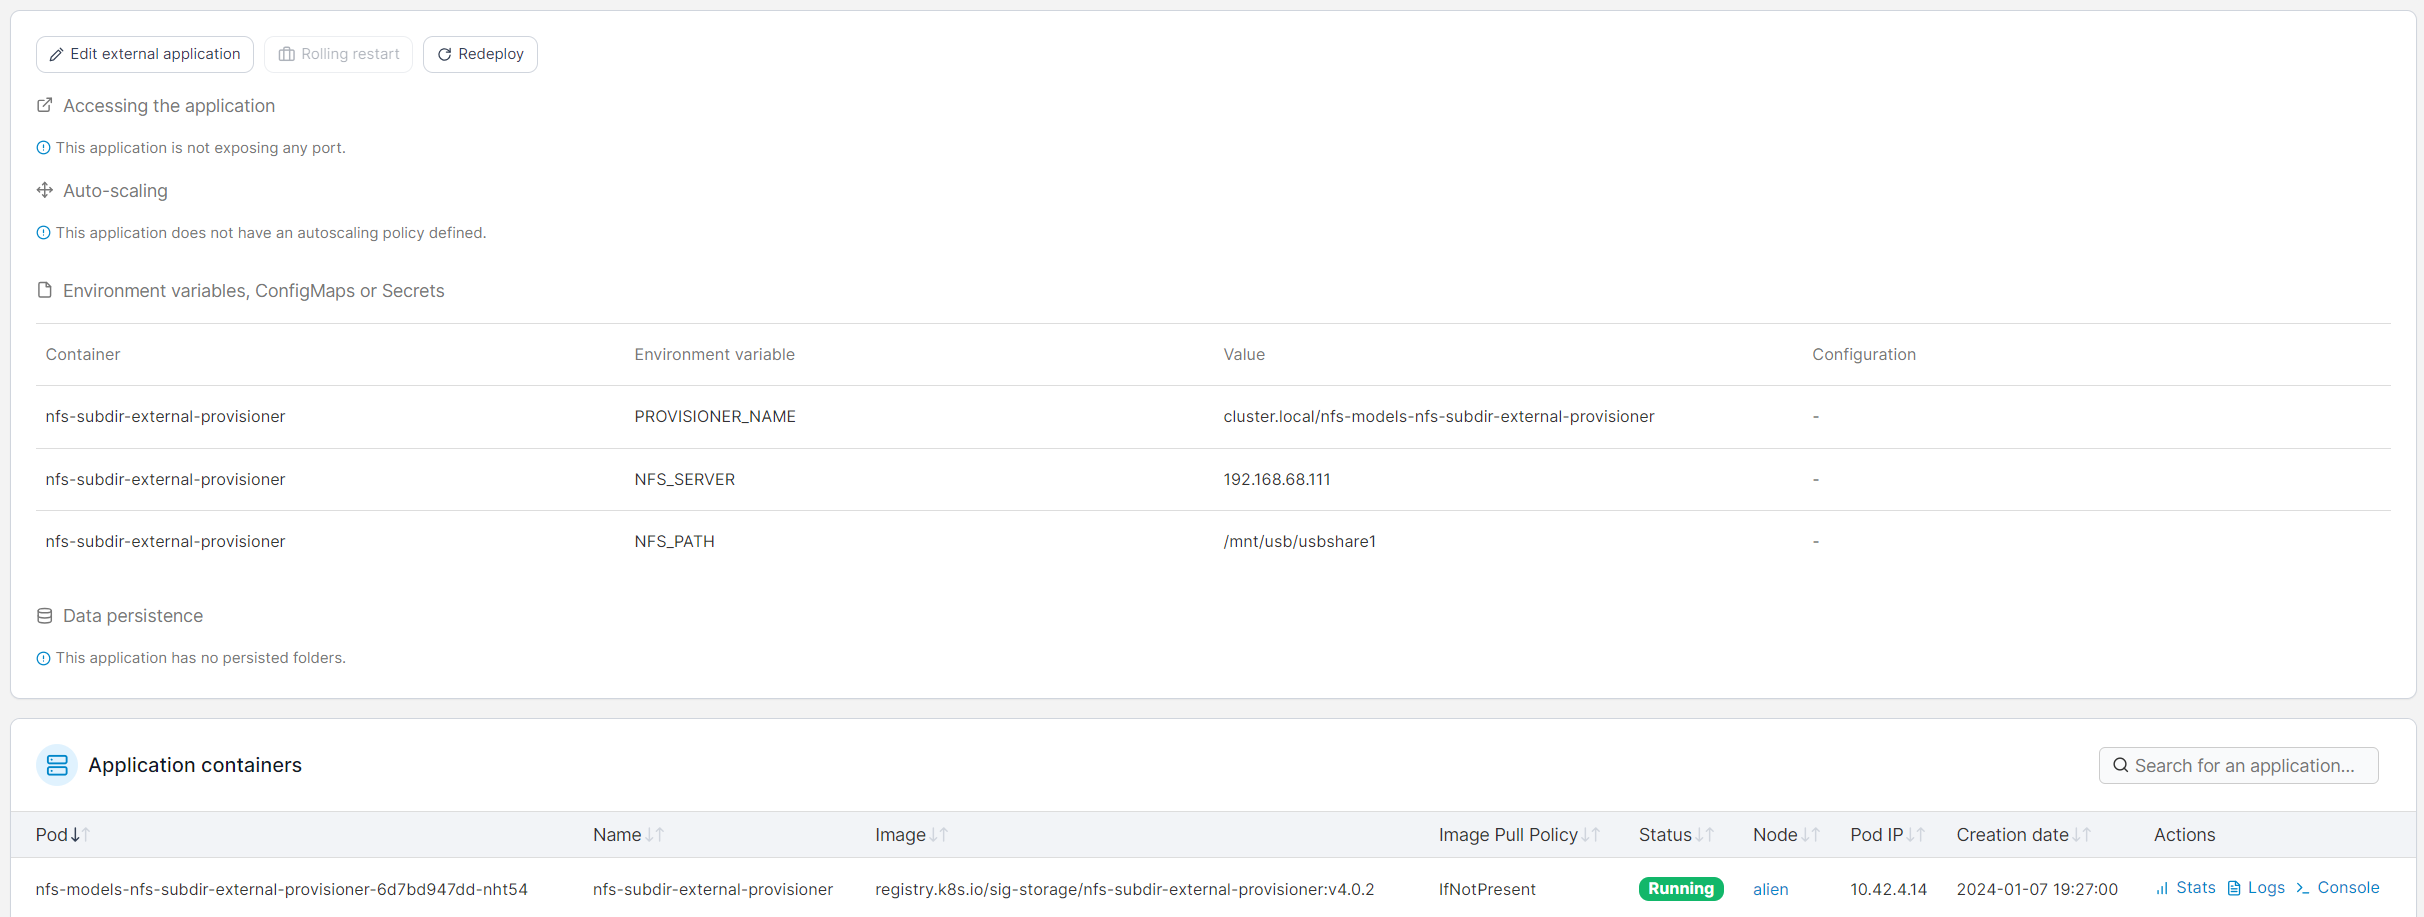 Edit external application Rolling restart Redeploy
Accessing the application
This application is not exposing any port.
Auto-scaling
This application does not have an autoscaling policy defined.
Environment variables, ConfigMaps or Secrets
Container Environment variable Value Configuration
nfs-subdir-external-provisioner PROVISIONER_NAME cluster.local/nfs-models-nfs-subdir-external-provisioner -
nfs-subdir-external-provisioner NFS_SERVER 192.168.68.111 -
nfs-subdir-external-provisioner NFS_PATH /mnt/usb/usbshare1 -
Data persistence
This application has no persisted folders.
Application containers Search for an application...
Pod Name Image Image Pull Policy Status Node Pod IP Creation date Actions
nfs-models-nfs-subdir-external-provisioner-6d7bd947dd-nht54 nfs-subdir-external-provisioner registry.k8s.io/sig-storage/nfs-subdir-external-provisioner:v4.0.2 IfNotPresent Running alien 10.42.4.14 2024-01-07 19:27:00 Stats Logs Console